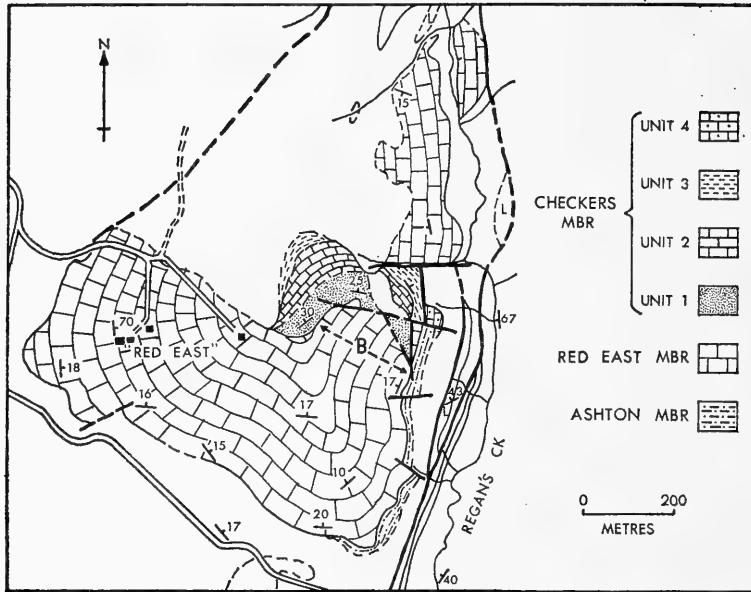 N
15
L
UNIT 4
UNIT 3
CHECKERS
MBR
UNIT 2
UNIT 1
25
30
67
70
B
RED EAST"
RED EAST MBR
18
17
43
16
17
ASHTON MBR
15
10
REGAN'S CK
20
17
0 200
METRES
40